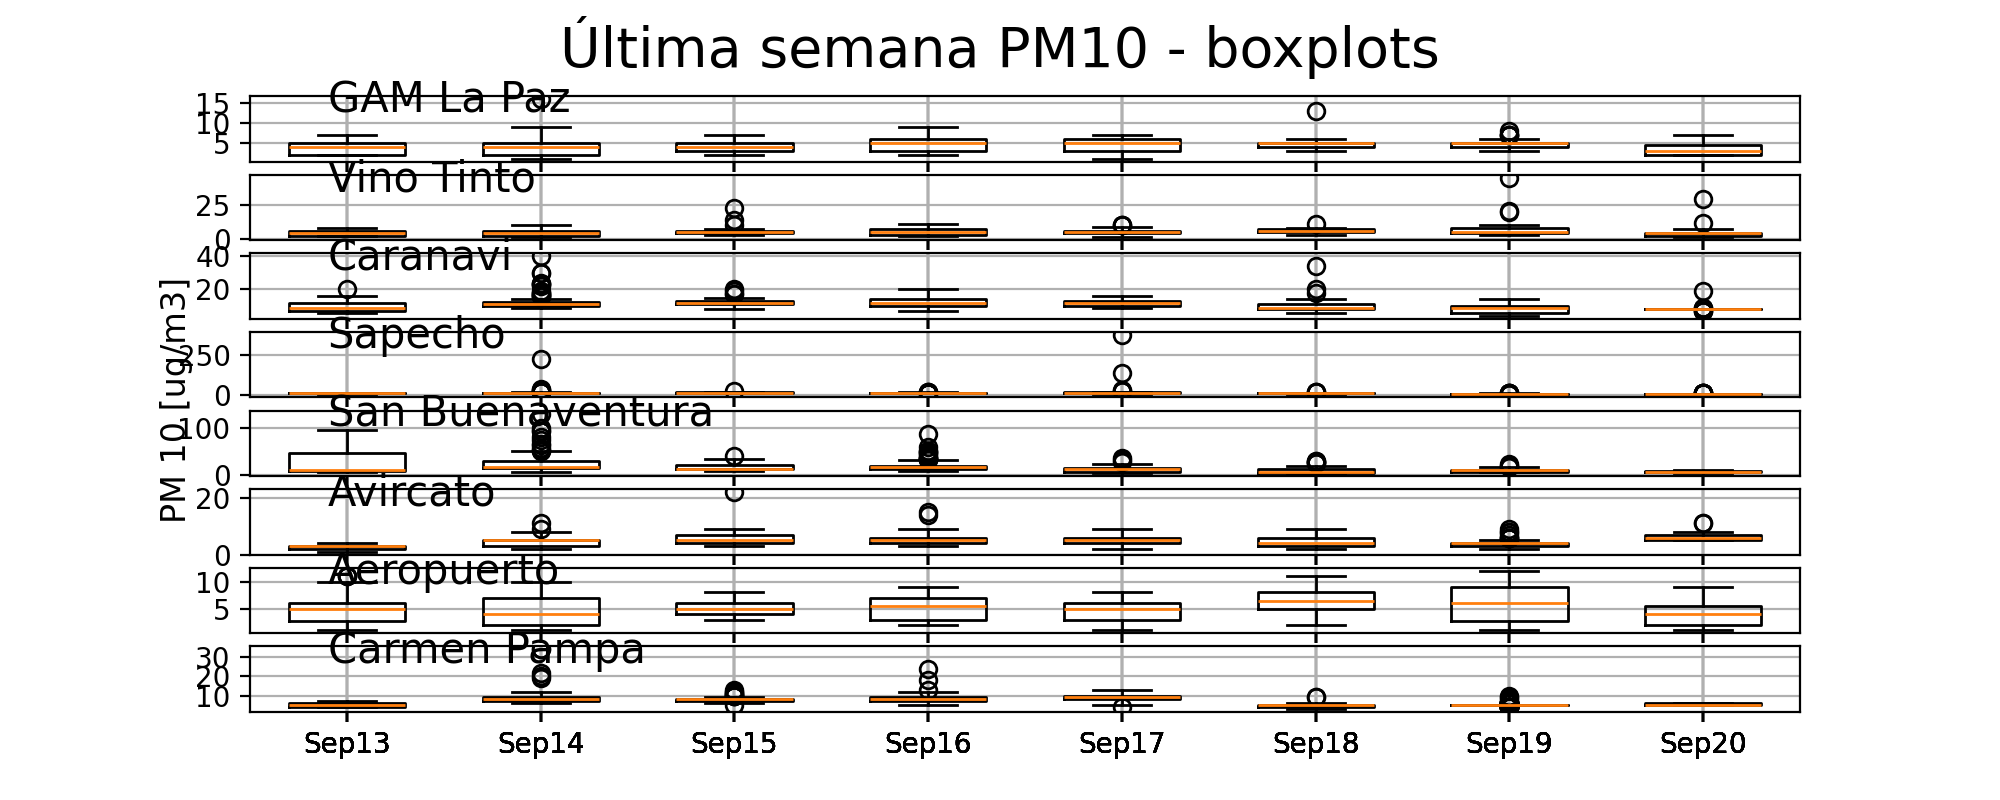 Última semana PM10 - boxplots
PM 10 [ug/m3]
GAM La Paz
15
10
5
Vino Tinto
25
0
Caranavi
40
20
Sapecho
250
0
San Buenaventura
100
0
Avircato
20
0
Aeropuerto
10
5
Carmen Pampa
30
20
10
Sep13 Sep14 Sep15 Sep16 Sep17 Sep18 Sep19 Sep20